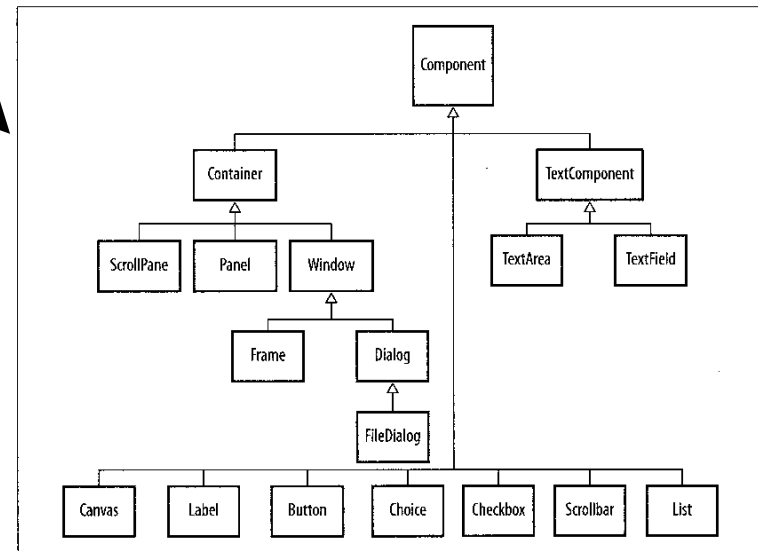 Component
Container
TextComponent
ScrollPane
Panel
Window
TextArea
TextField
Frame
Dialog
FileDialog
Canvas
Label
Button
Choice
Checkbox
Scrollbar
List